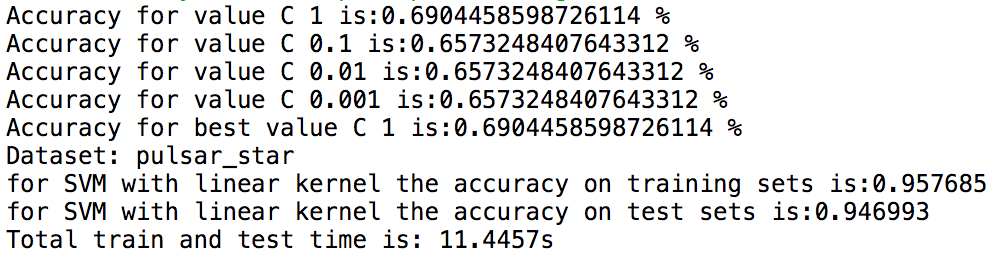 Accuracy for value C 1 is:0.6904458598726114 %
Accuracy for value C 0.1 is:0.6573248407643312 %
Accuracy for value C 0.01 is:0.6573248407643312 %
Accuracy for value C 0.001 is:0.6573248407643312 %
Accuracy for best value C 1 is:0.6904458598726114 %
Dataset: pulsar_star
for SVM with linear kernel the accuracy on training sets is:0.957685
for SVM with linear kernel the accuracy on test sets is:0.946993
Total train and test time is: 11.4457s